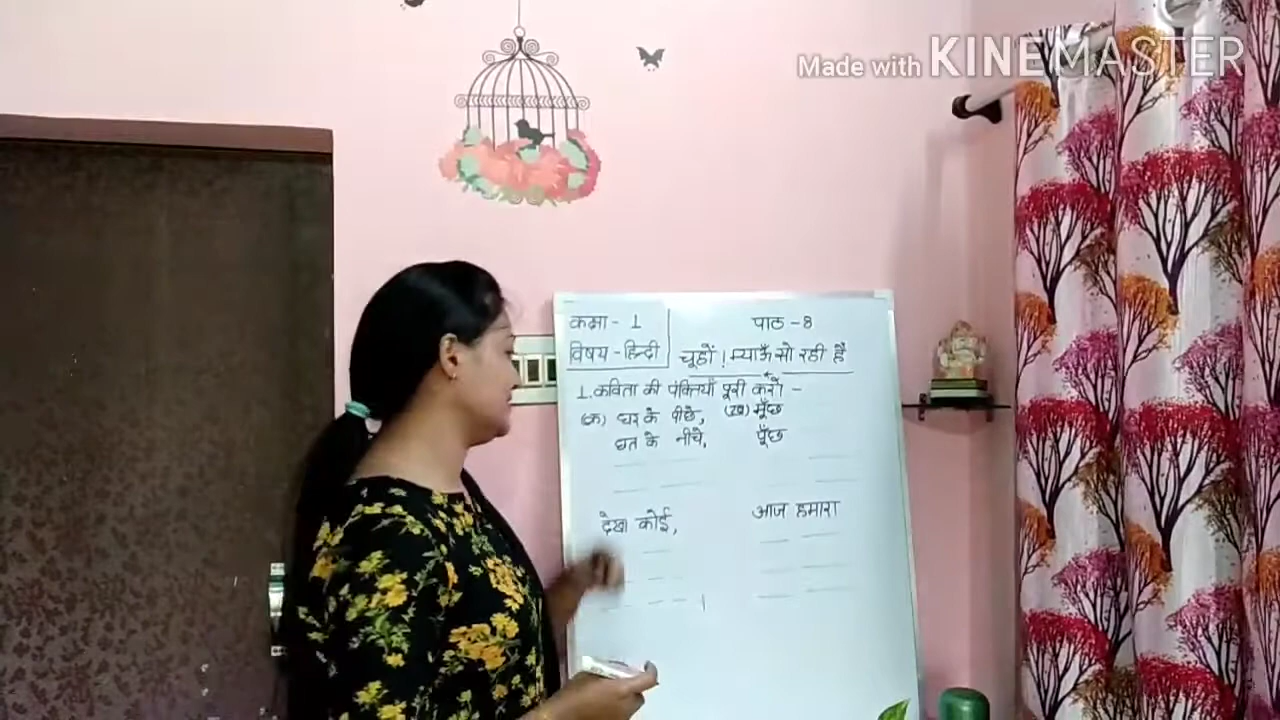 Made with KINEMASTER
कक्षा - 1
विषय - हिन्दी
पाठ - 8
चूहों ! म्याऊँ सो रही है
1. कविता की पंक्तियाँ पूरी करो -
(क) घर के पीछे,
छत के नीचे,
देखा कोई,
(ख) मूँछ
पूँछ
आज हमारा